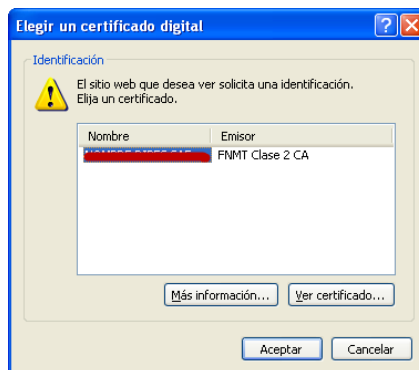 Elegir un certificado digital
Identificación
El sitio web que desea ver solicita una identificación.
Elija un certificado.
Nombre Emisor
FNMT Clase 2 CA
Más información... Ver certificado...
Aceptar Cancelar